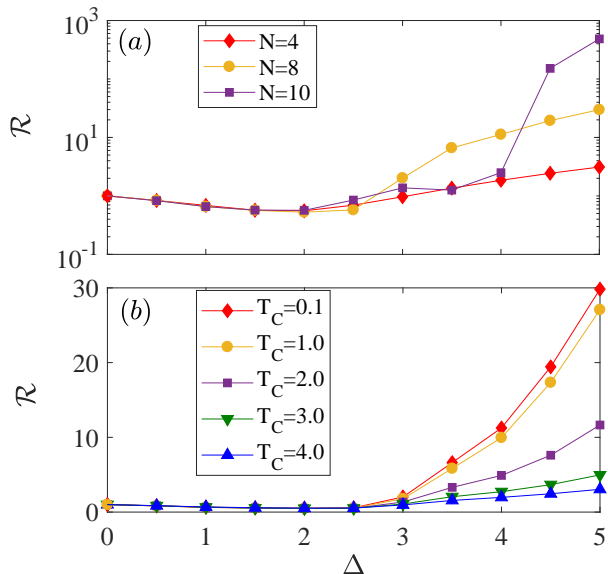 10^3
(a)
N=4
N=8
N=10
R
10^1
10^-1
30
(b)
T_C=0.1
T_C=1.0
T_C=2.0
T_C=3.0
T_C=4.0
20
R
10
0
0 1 2 3 4 5
Δ